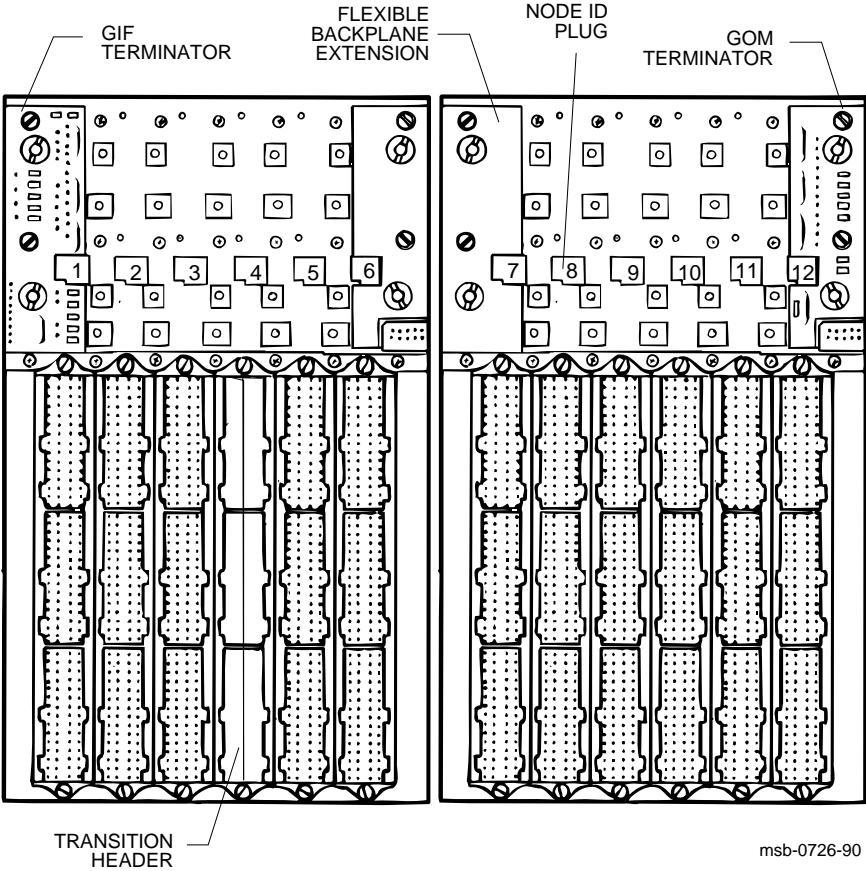 GIF
TERMINATOR
FLEXIBLE
BACKPLANE
EXTENSION
NODE ID
PLUG
GOM
TERMINATOR
1 2 3 4 5 6 7 8 9 10 11 12
TRANSITION
HEADER
msb-0726-90